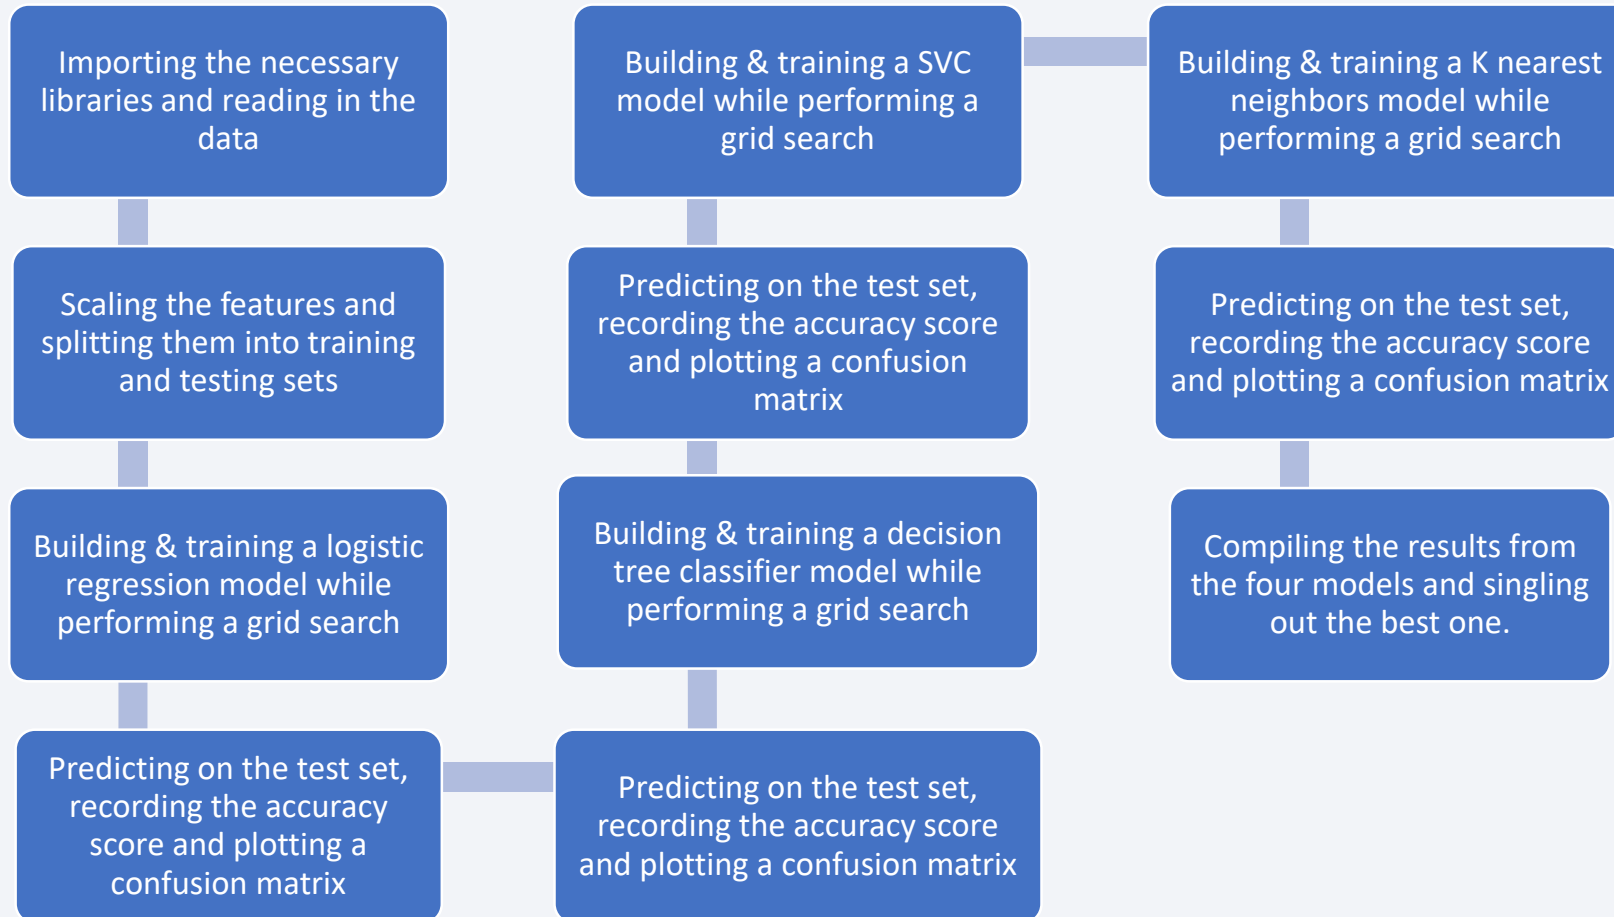 Importing the necessary
libraries and reading in the
data
Scaling the features and
splitting them into training
and testing sets
Building & training a logistic
regression model while
performing a grid search
Predicting on the test set,
recording the accuracy
score and plotting a
confusion matrix
Building & training a SVC
model while performing a
grid search
Predicting on the test set,
recording the accuracy score
and plotting a confusion
matrix
Building & training a decision
tree classifier model while
performing a grid search
Predicting on the test set,
recording the accuracy score
and plotting a confusion matrix
Building & training a K nearest
neighbors model while
performing a grid search
Predicting on the test set,
recording the accuracy score
and plotting a confusion matrix
Compiling the results from
the four models and singling
out the best one.